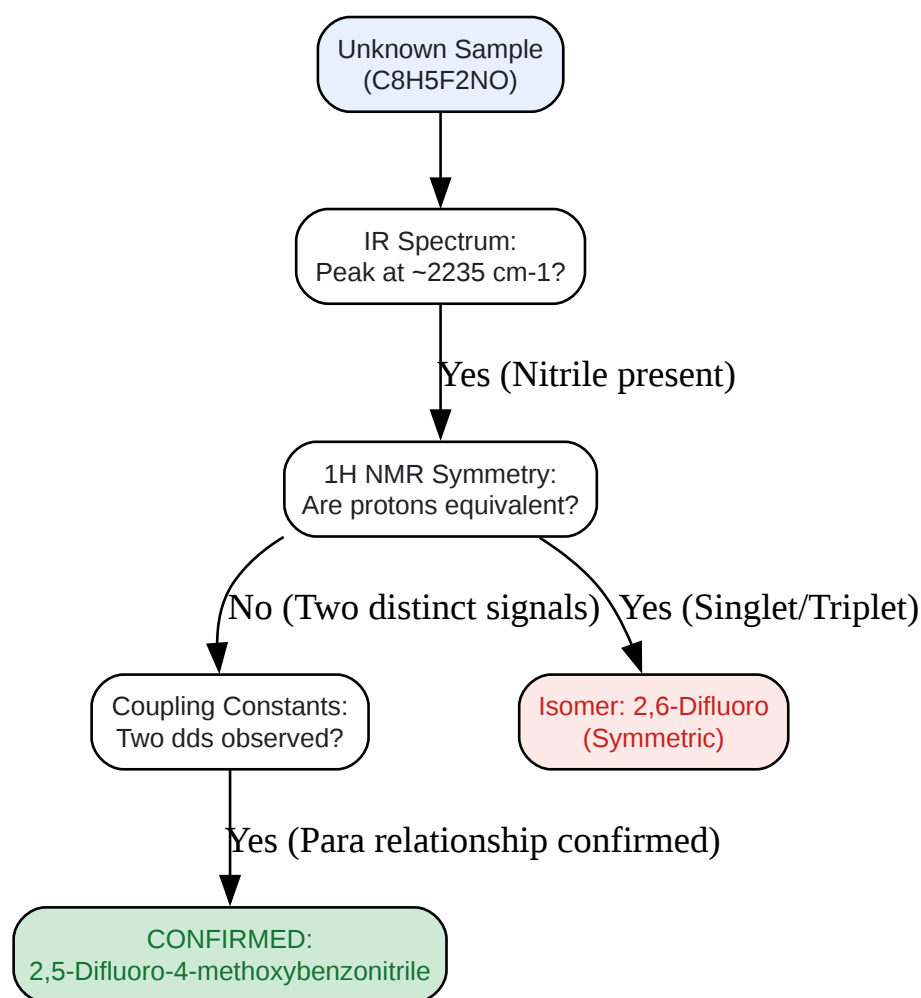 Unknown Sample
(C8H5F2NO)
IR Spectrum:
Peak at ~2235 cm-1?
Yes (Nitrile present)
1H NMR Symmetry:
Are protons equivalent?
No (Two distinct signals)
Yes (Singlet/Triplet)
Coupling Constants:
Two dds observed?
Isomer: 2,6-Difluoro
(Symmetric)
Yes (Para relationship confirmed)
CONFIRMED:
2,5-Difluoro-4-methoxybenzonitrile